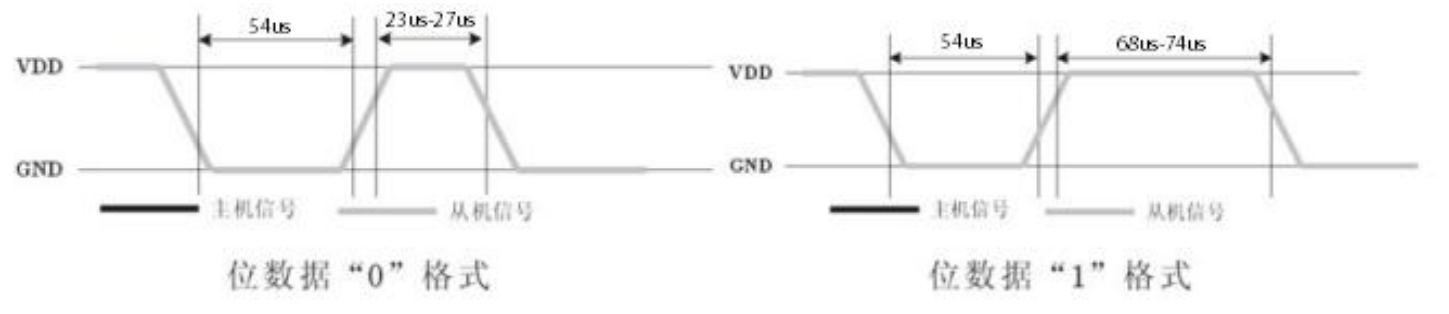 54us
23us-27us
VDD
GND
主机信号
从机信号
位数据“0”格式
54us
68us-74us
VDD
GND
主机信号
从机信号
位数据“1”格式